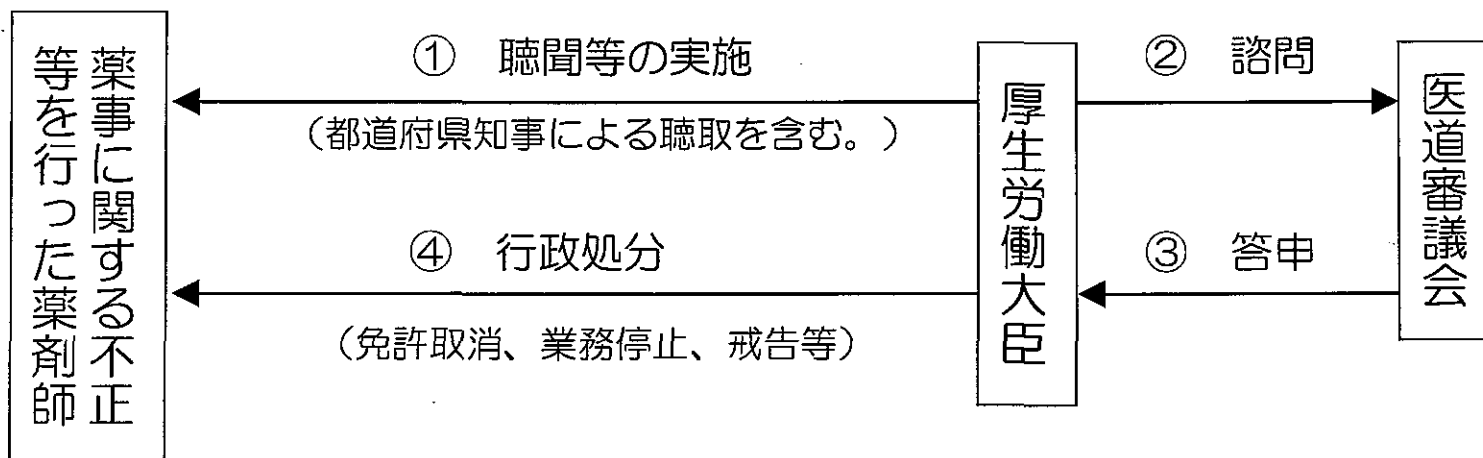 薬事に関する不正
等を行った薬剤師
① 聴聞等の実施
（都道府県知事による聴取を含む。）
④ 行政処分
（免許取消、業務停止、戒告等）
厚生労働大臣
② 諮問
③ 答申
医道審議会